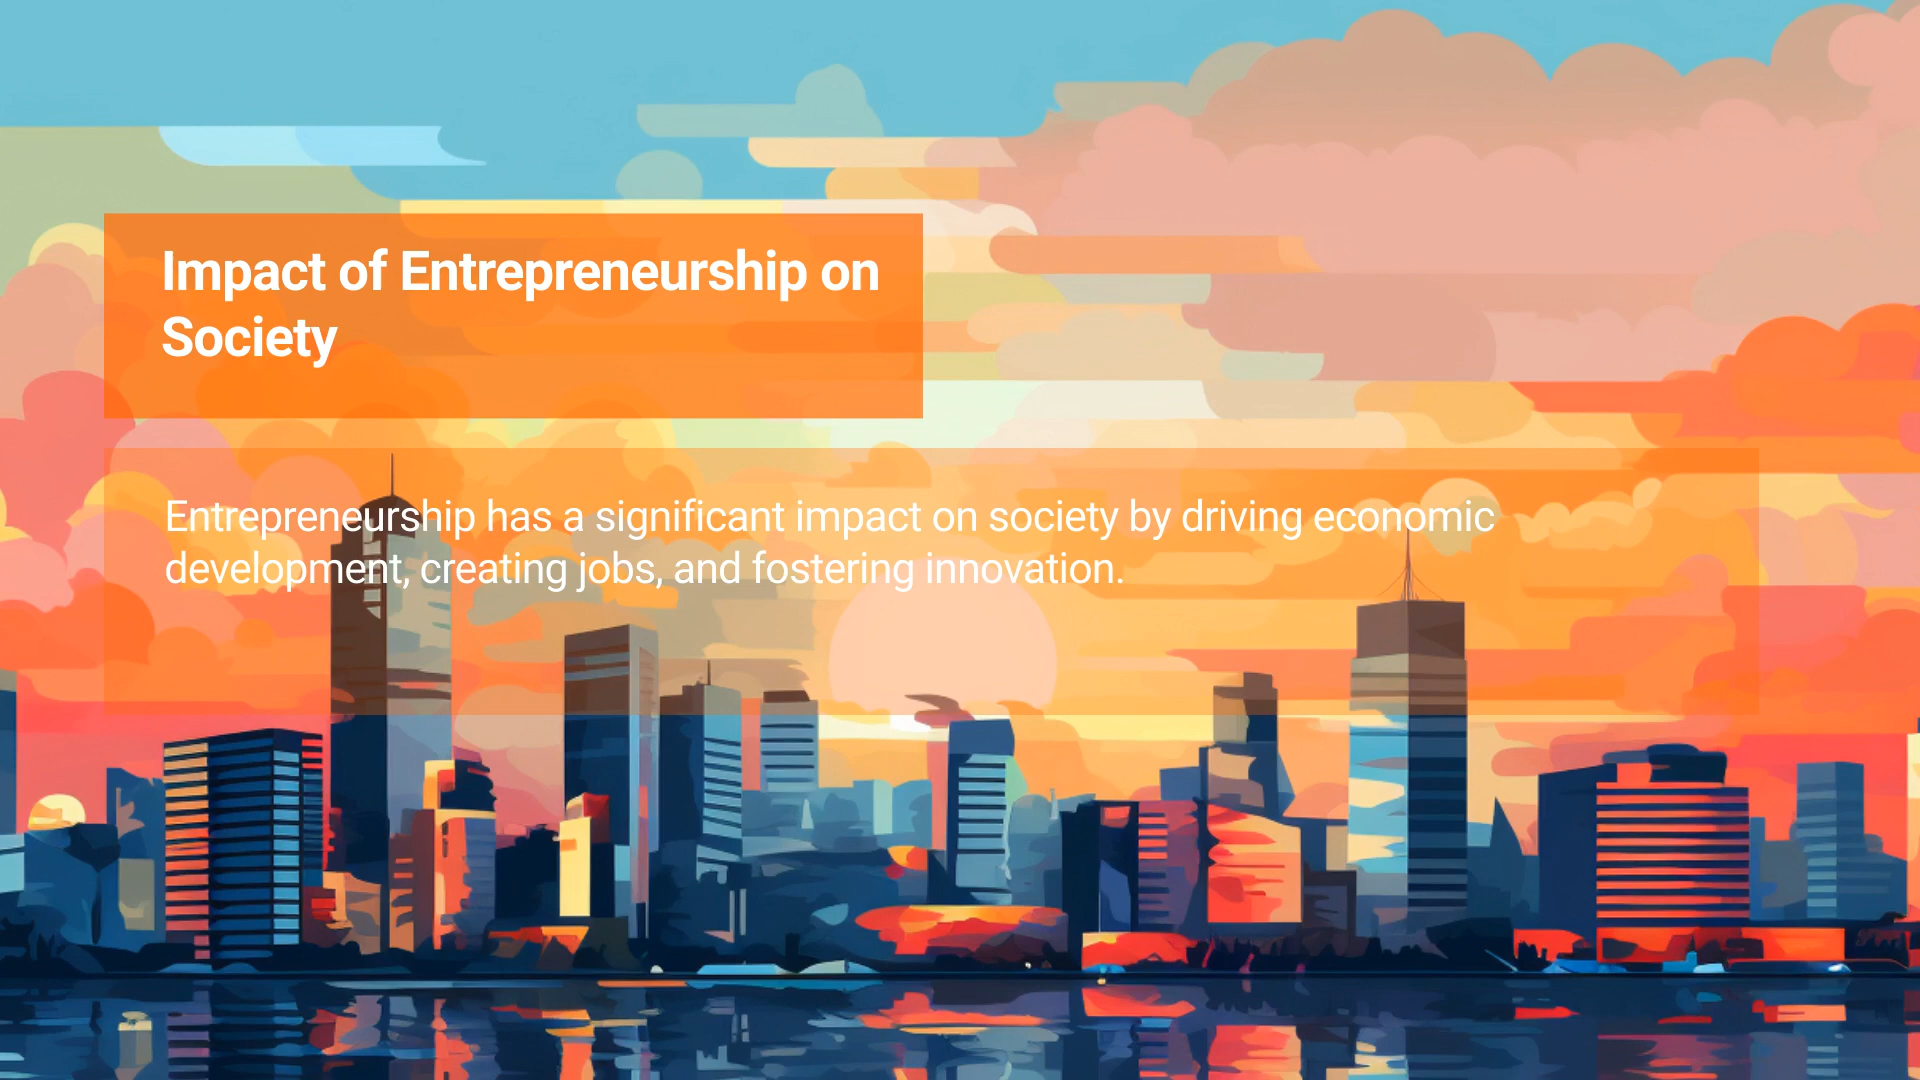 Impact of Entrepreneurship on
Society
Entrepreneurship has a significant impact on society by driving economic
development, creating jobs, and fostering innovation.